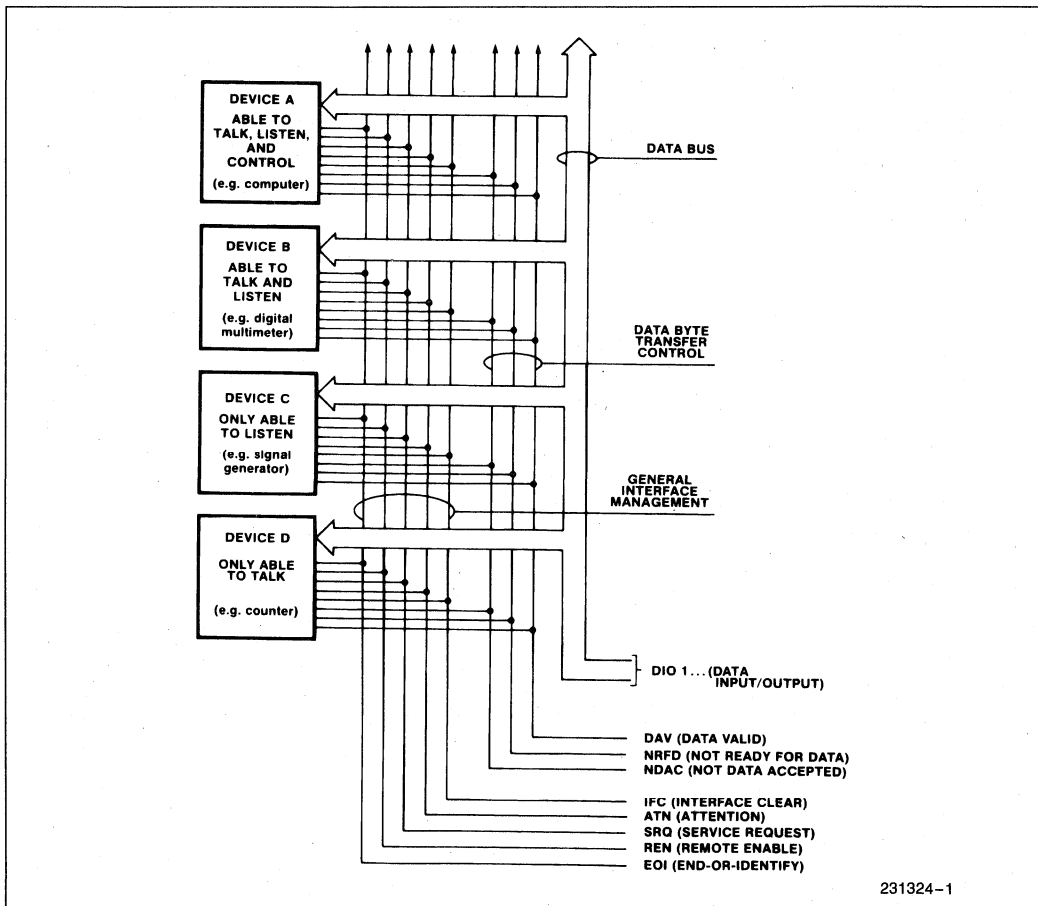 DEVICE A
ABLE TO
TALK, LISTEN,
AND
CONTROL
(e.g. computer)
DATA BUS
DEVICE B
ABLE TO
TALK AND
LISTEN
(e.g. digital
multimeter)
DATA BYTE
TRANSFER
CONTROL
DEVICE C
ONLY ABLE
TO LISTEN
(e.g. signal
generator)
GENERAL
INTERFACE
MANAGEMENT
DEVICE D
ONLY ABLE
TO TALK
(e.g. counter)
DIO 1...(DATA
INPUT/OUTPUT)
DAV (DATA VALID)
NRFD (NOT READY FOR DATA)
NDAC (NOT DATA ACCEPTED)
IFC (INTERFACE CLEAR)
ATN (ATTENTION)
SRQ (SERVICE REQUEST)
REN (REMOTE ENABLE)
EOI (END-OR-IDENTIFY)
231324-1